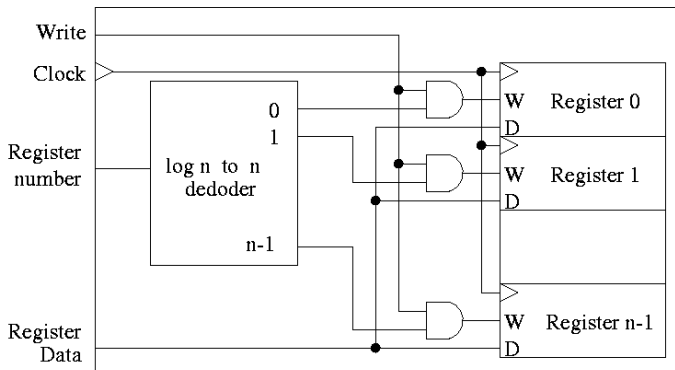 Write
Clock
Register
number
log n to n
dedoder
0
1
n-1
Register
Data
W
D
Register 0
W
D
Register 1
W
D
Register n-1